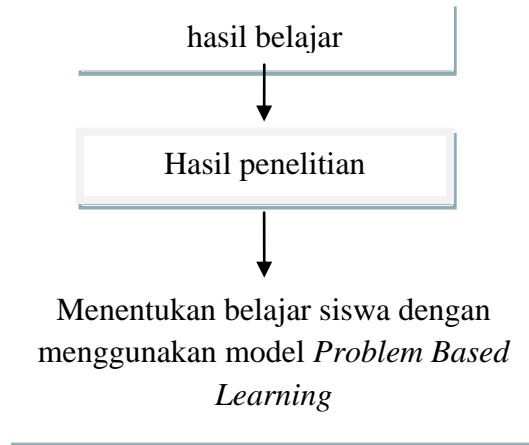 hasil belajar
Hasil penelitian
Menentukan belajar siswa dengan
menggunakan model Problem Based
Learning